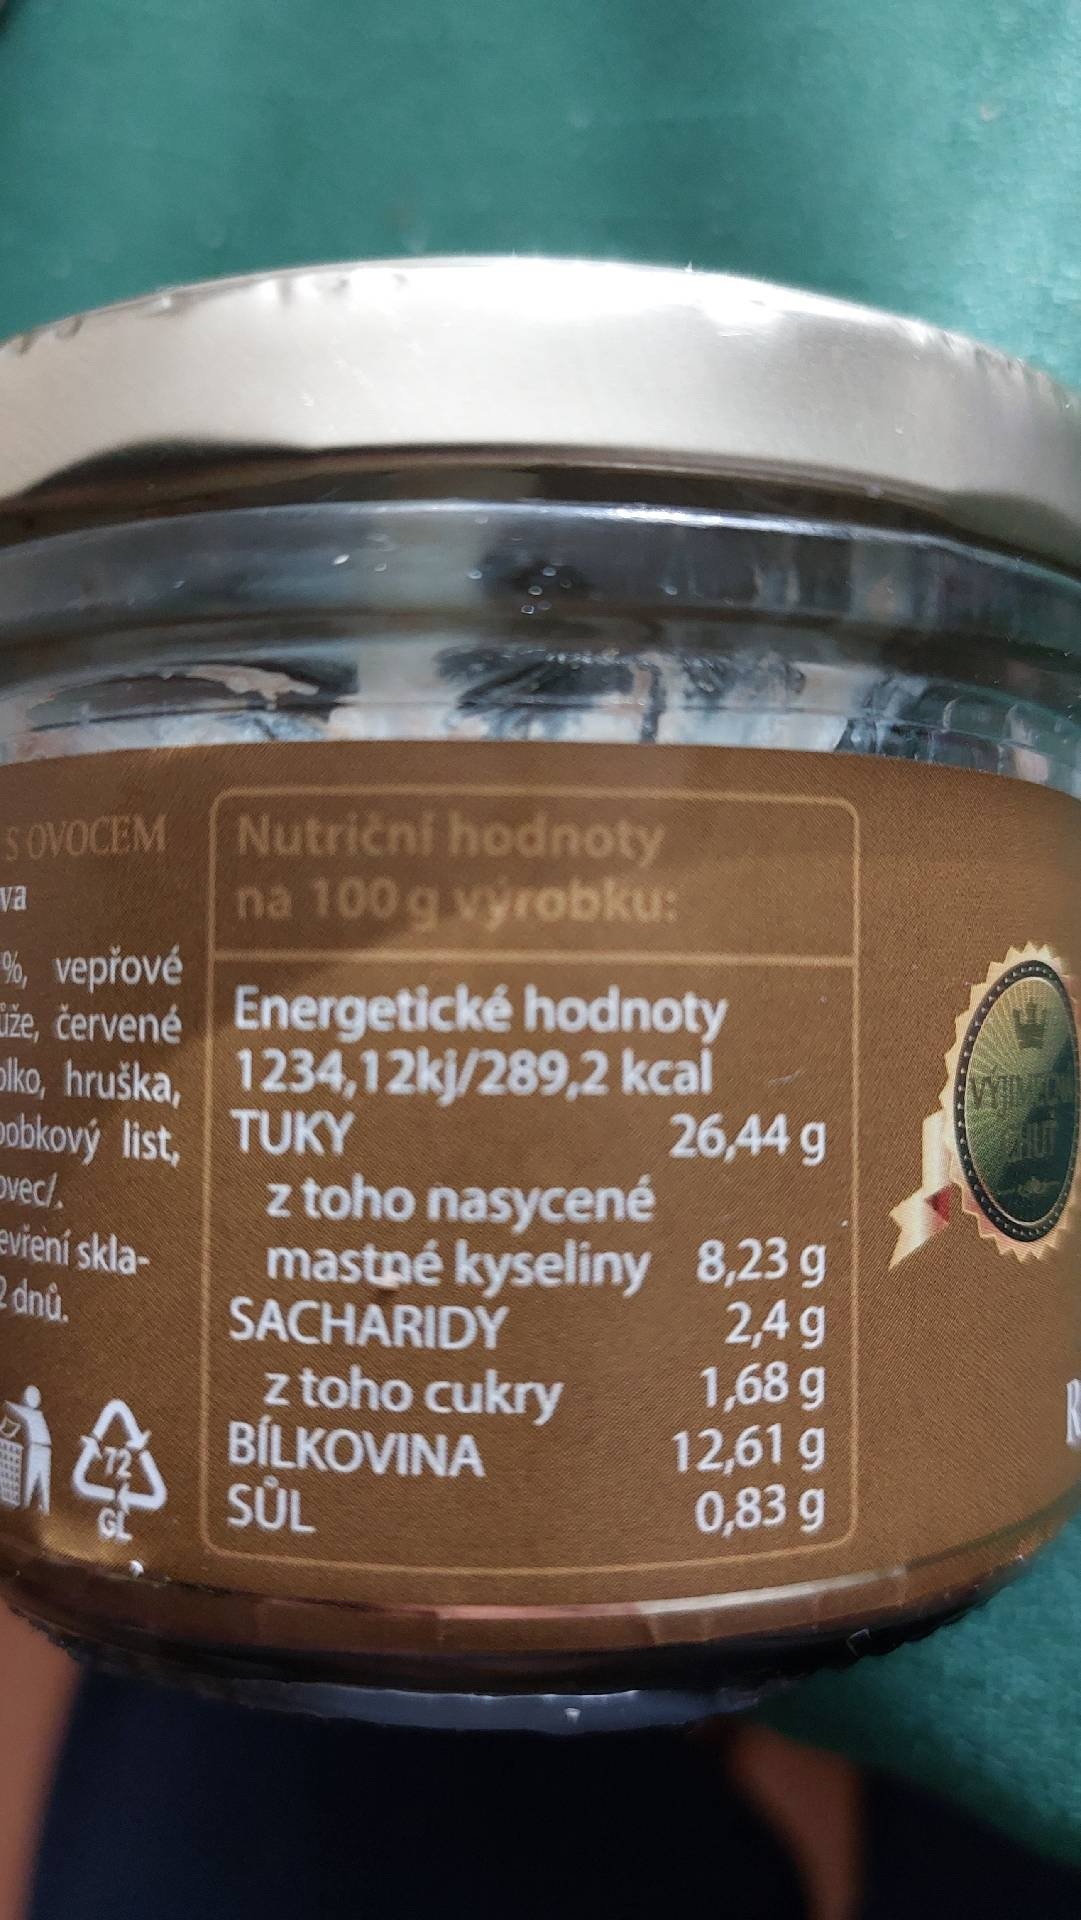 S OVOCEM
va
%, vepřové
ůže, červené
olko, hruška,
bobkový list,
ovec/.
evření skla-
2 dnů.
72
GL
Nutriční hodnoty
na 100 g výrobku:
Energetické hodnoty
1234,12kj/289,2 kcal
TUKY 26,44 g
z toho nasycené
mastné kyseliny 8,23 g
SACHARIDY 2,4 g
z toho cukry 1,68 g
BÍLKOVINA 12,61 g
SŮL 0,83 g
CHUŤ
R